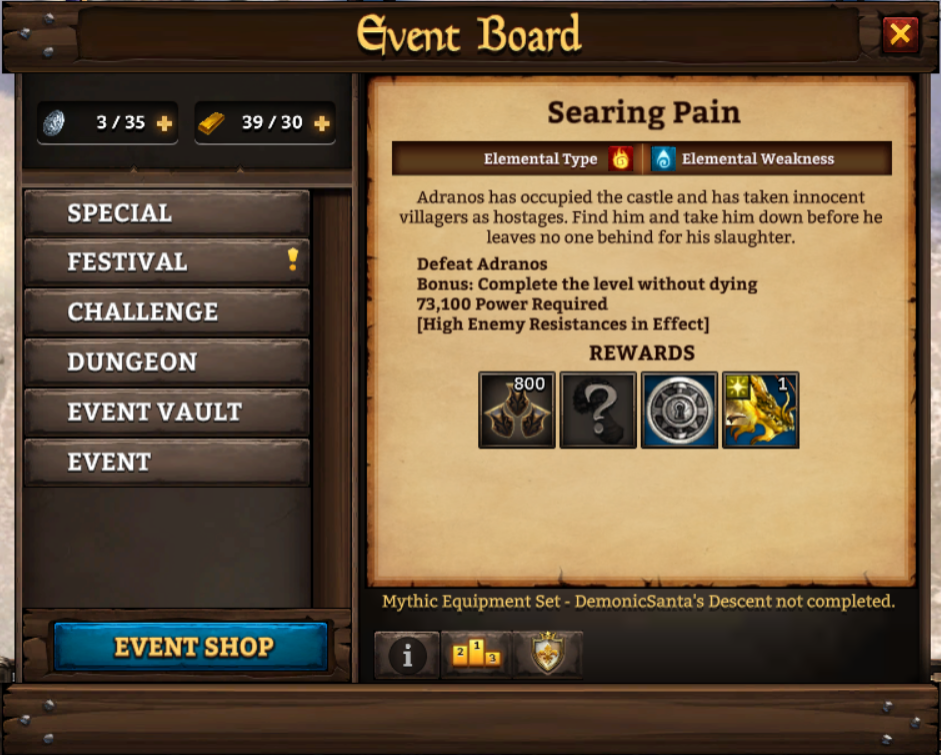 Event Board
3 / 35
39 / 30
SPECIAL
FESTIVAL !
CHALLENGE
DUNGEON
EVENT VAULT
EVENT
EVENT SHOP
Searing Pain
Elemental Type
Elemental Weakness
Adranos has occupied the castle and has taken innocent
villagers as hostages. Find him and take him down before he
leaves no one behind for his slaughter.
Defeat Adranos
Bonus: Complete the level without dying
73,100 Power Required
[High Enemy Resistances in Effect]
REWARDS
800
?
1
Mythic Equipment Set - DemonicSanta's Descent not completed.
i
2 1 3